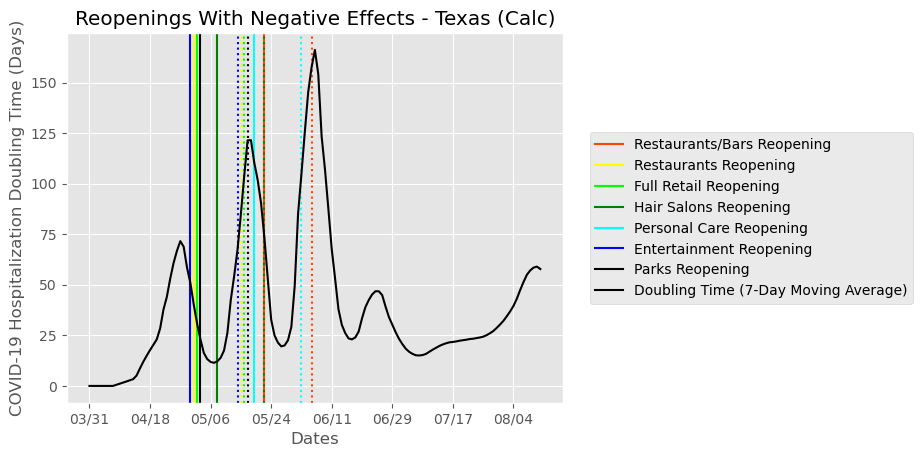 Reopenings With Negative Effects - Texas (Calc)
COVID-19 Hospitalization Doubling Time (Days)
150
125
100
75
50
25
0
03/31 04/18 05/06 05/24 06/11 06/29 07/17 08/04
Dates
Restaurants/Bars Reopening
Restaurants Reopening
Full Retail Reopening
Hair Salons Reopening
Personal Care Reopening
Entertainment Reopening
Parks Reopening
Doubling Time (7-Day Moving Average)